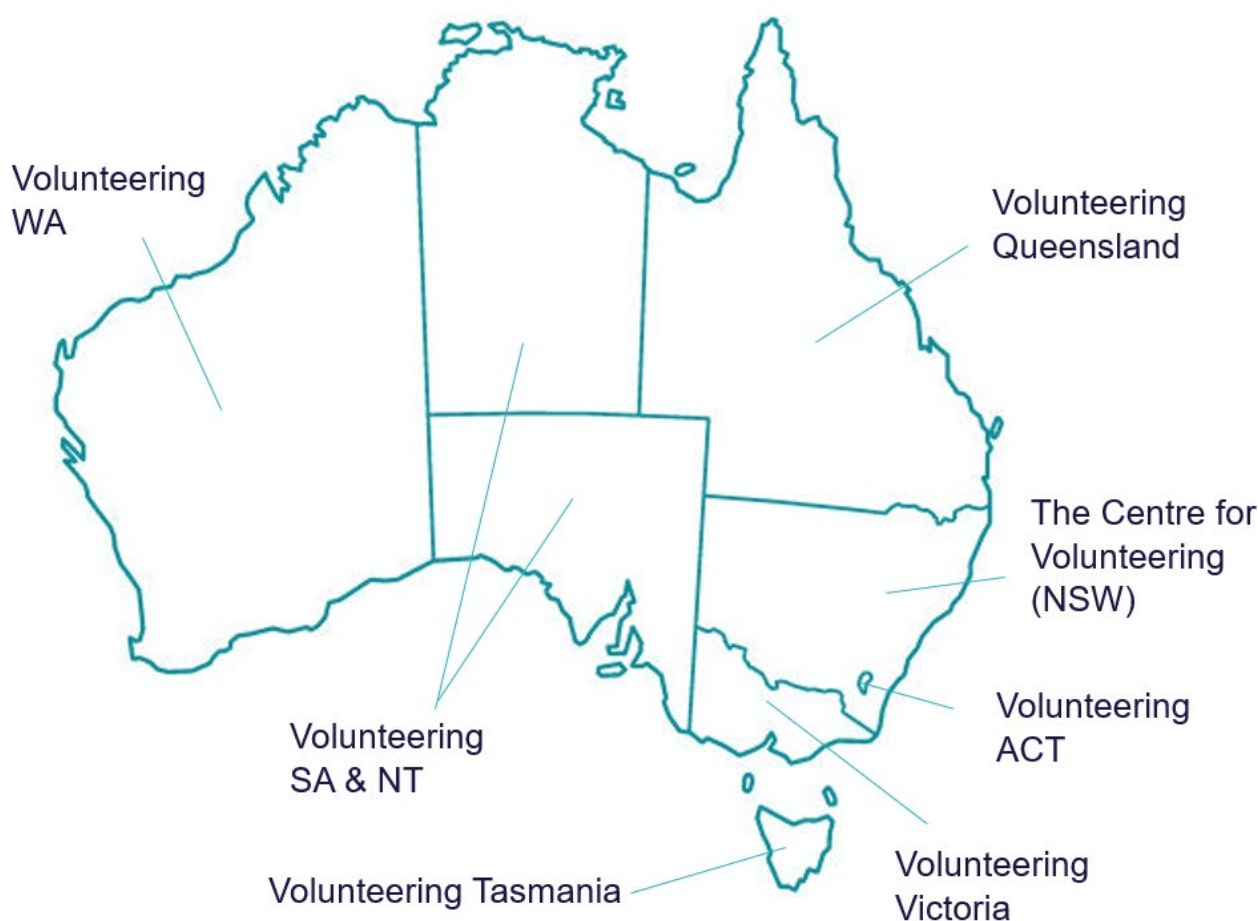 Volunteering
WA
Volunteering
Queensland
The Centre for
Volunteering
(NSW)
Volunteering
ACT
Volunteering
SA & NT
Volunteering
Victoria
Volunteering Tasmania